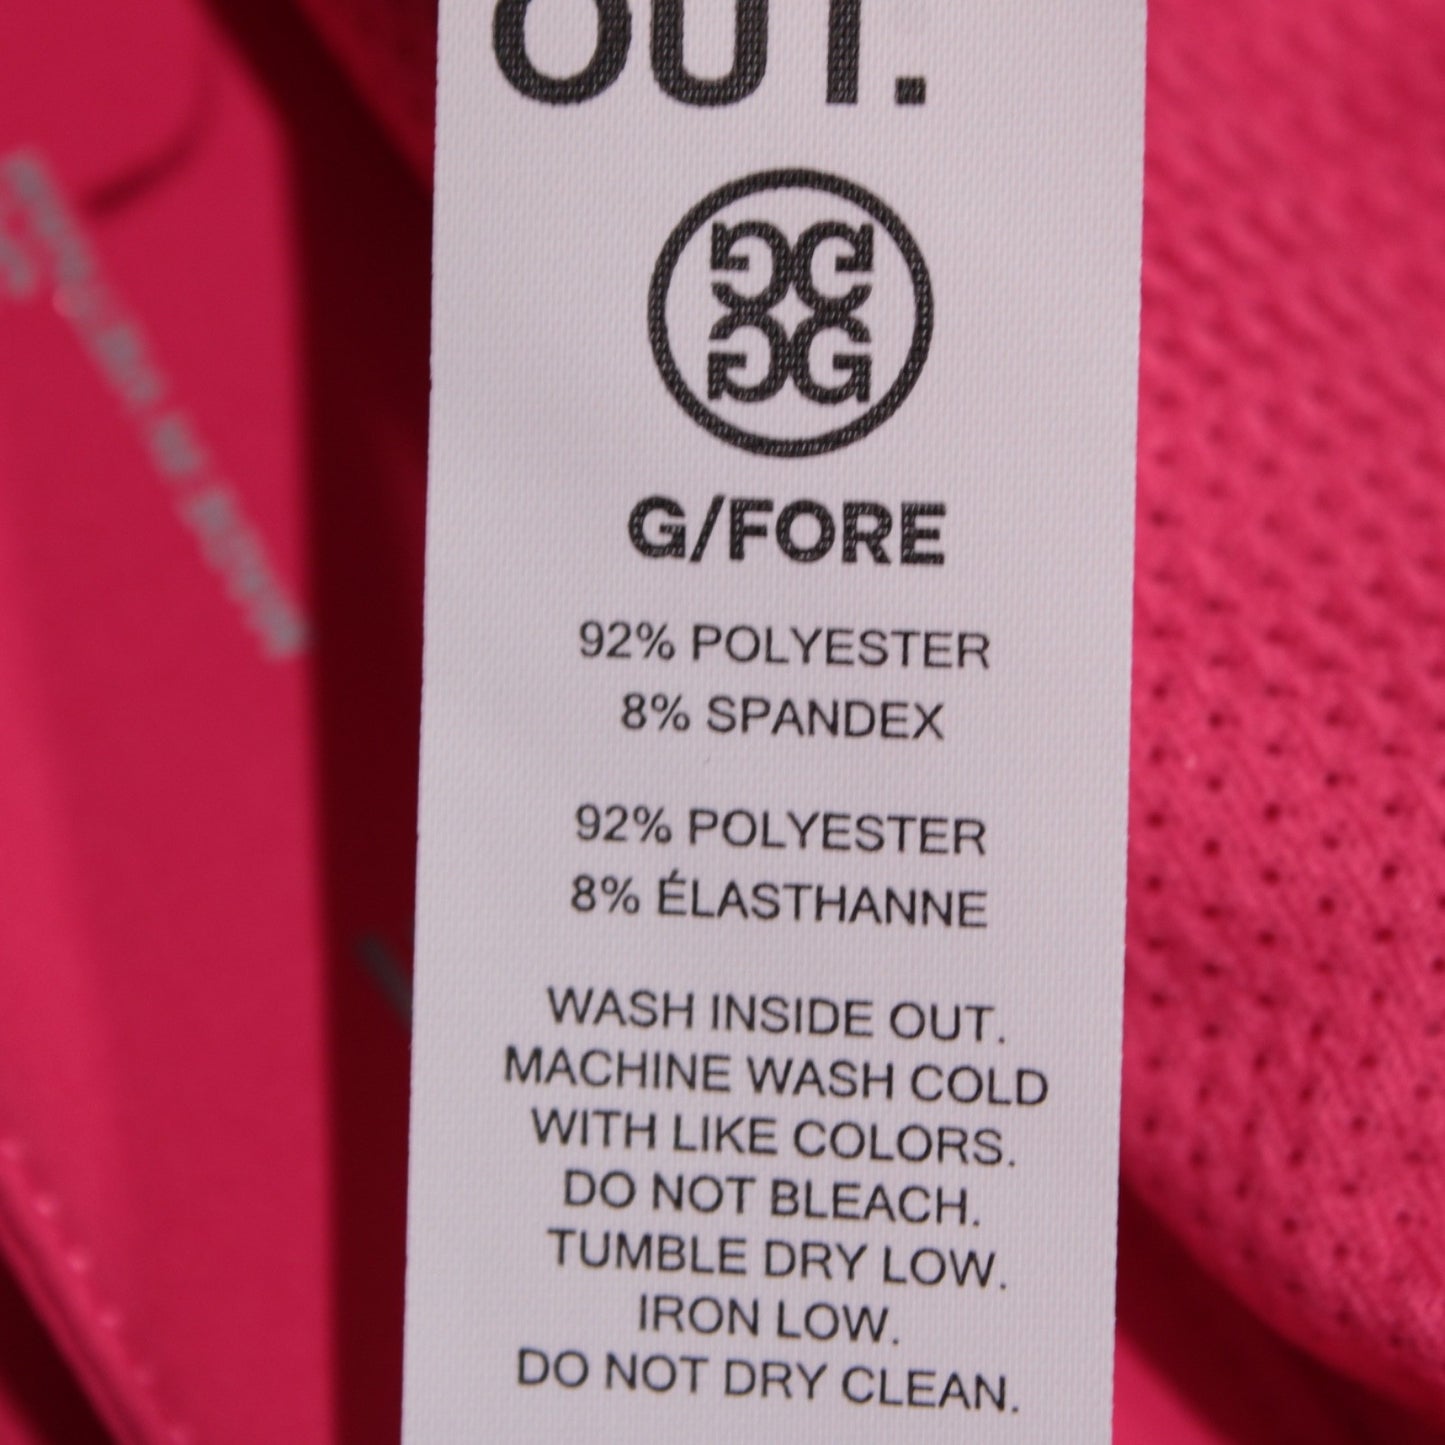 OUT.
G/FORE
92% POLYESTER
8% SPANDEX
92% POLYESTER
8% ÉLASTHANNE
WASH INSIDE OUT.
MACHINE WASH COLD
WITH LIKE COLORS.
DO NOT BLEACH.
TUMBLE DRY LOW.
IRON LOW.
DO NOT DRY CLEAN.